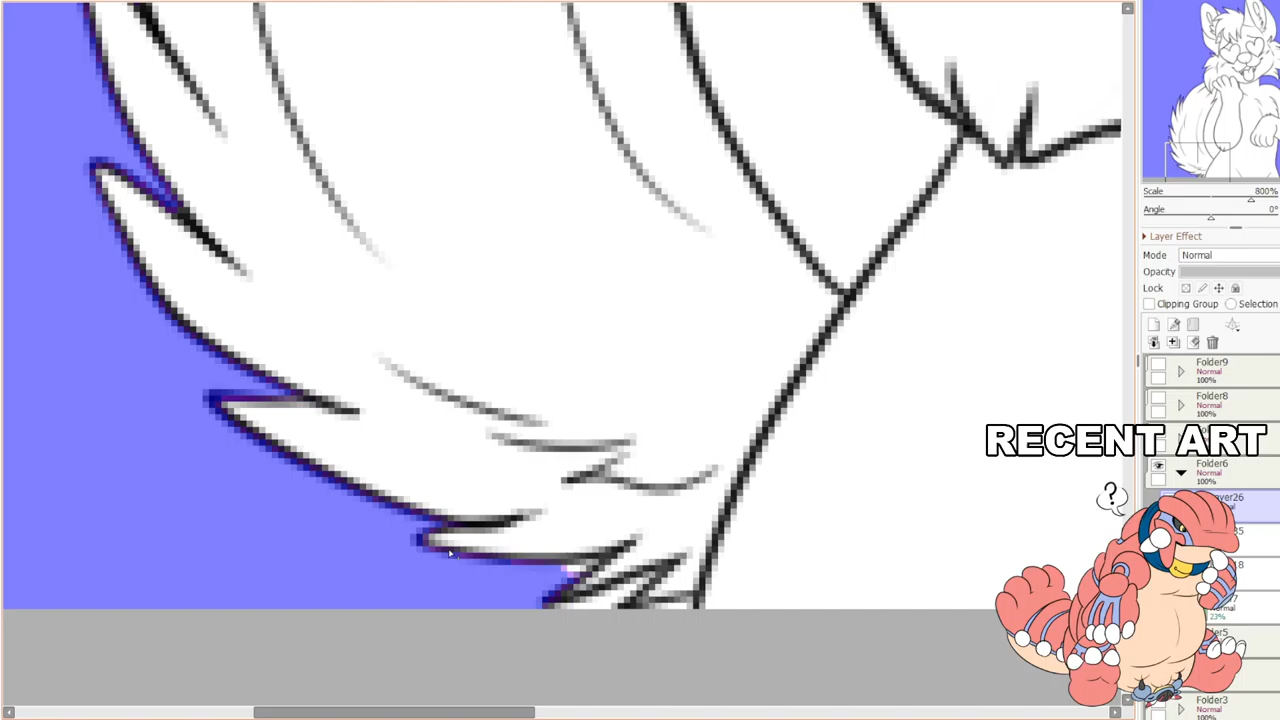 Scale 800%
Angle 0°
Layer Effect
Mode Normal
Opacity
Lock
Clipping Group Selection
Folder9
Normal
100%
Folder8
Normal
100%
RECENT ART
Folder6
Normal
100%
?
23%
Folder3
Normal